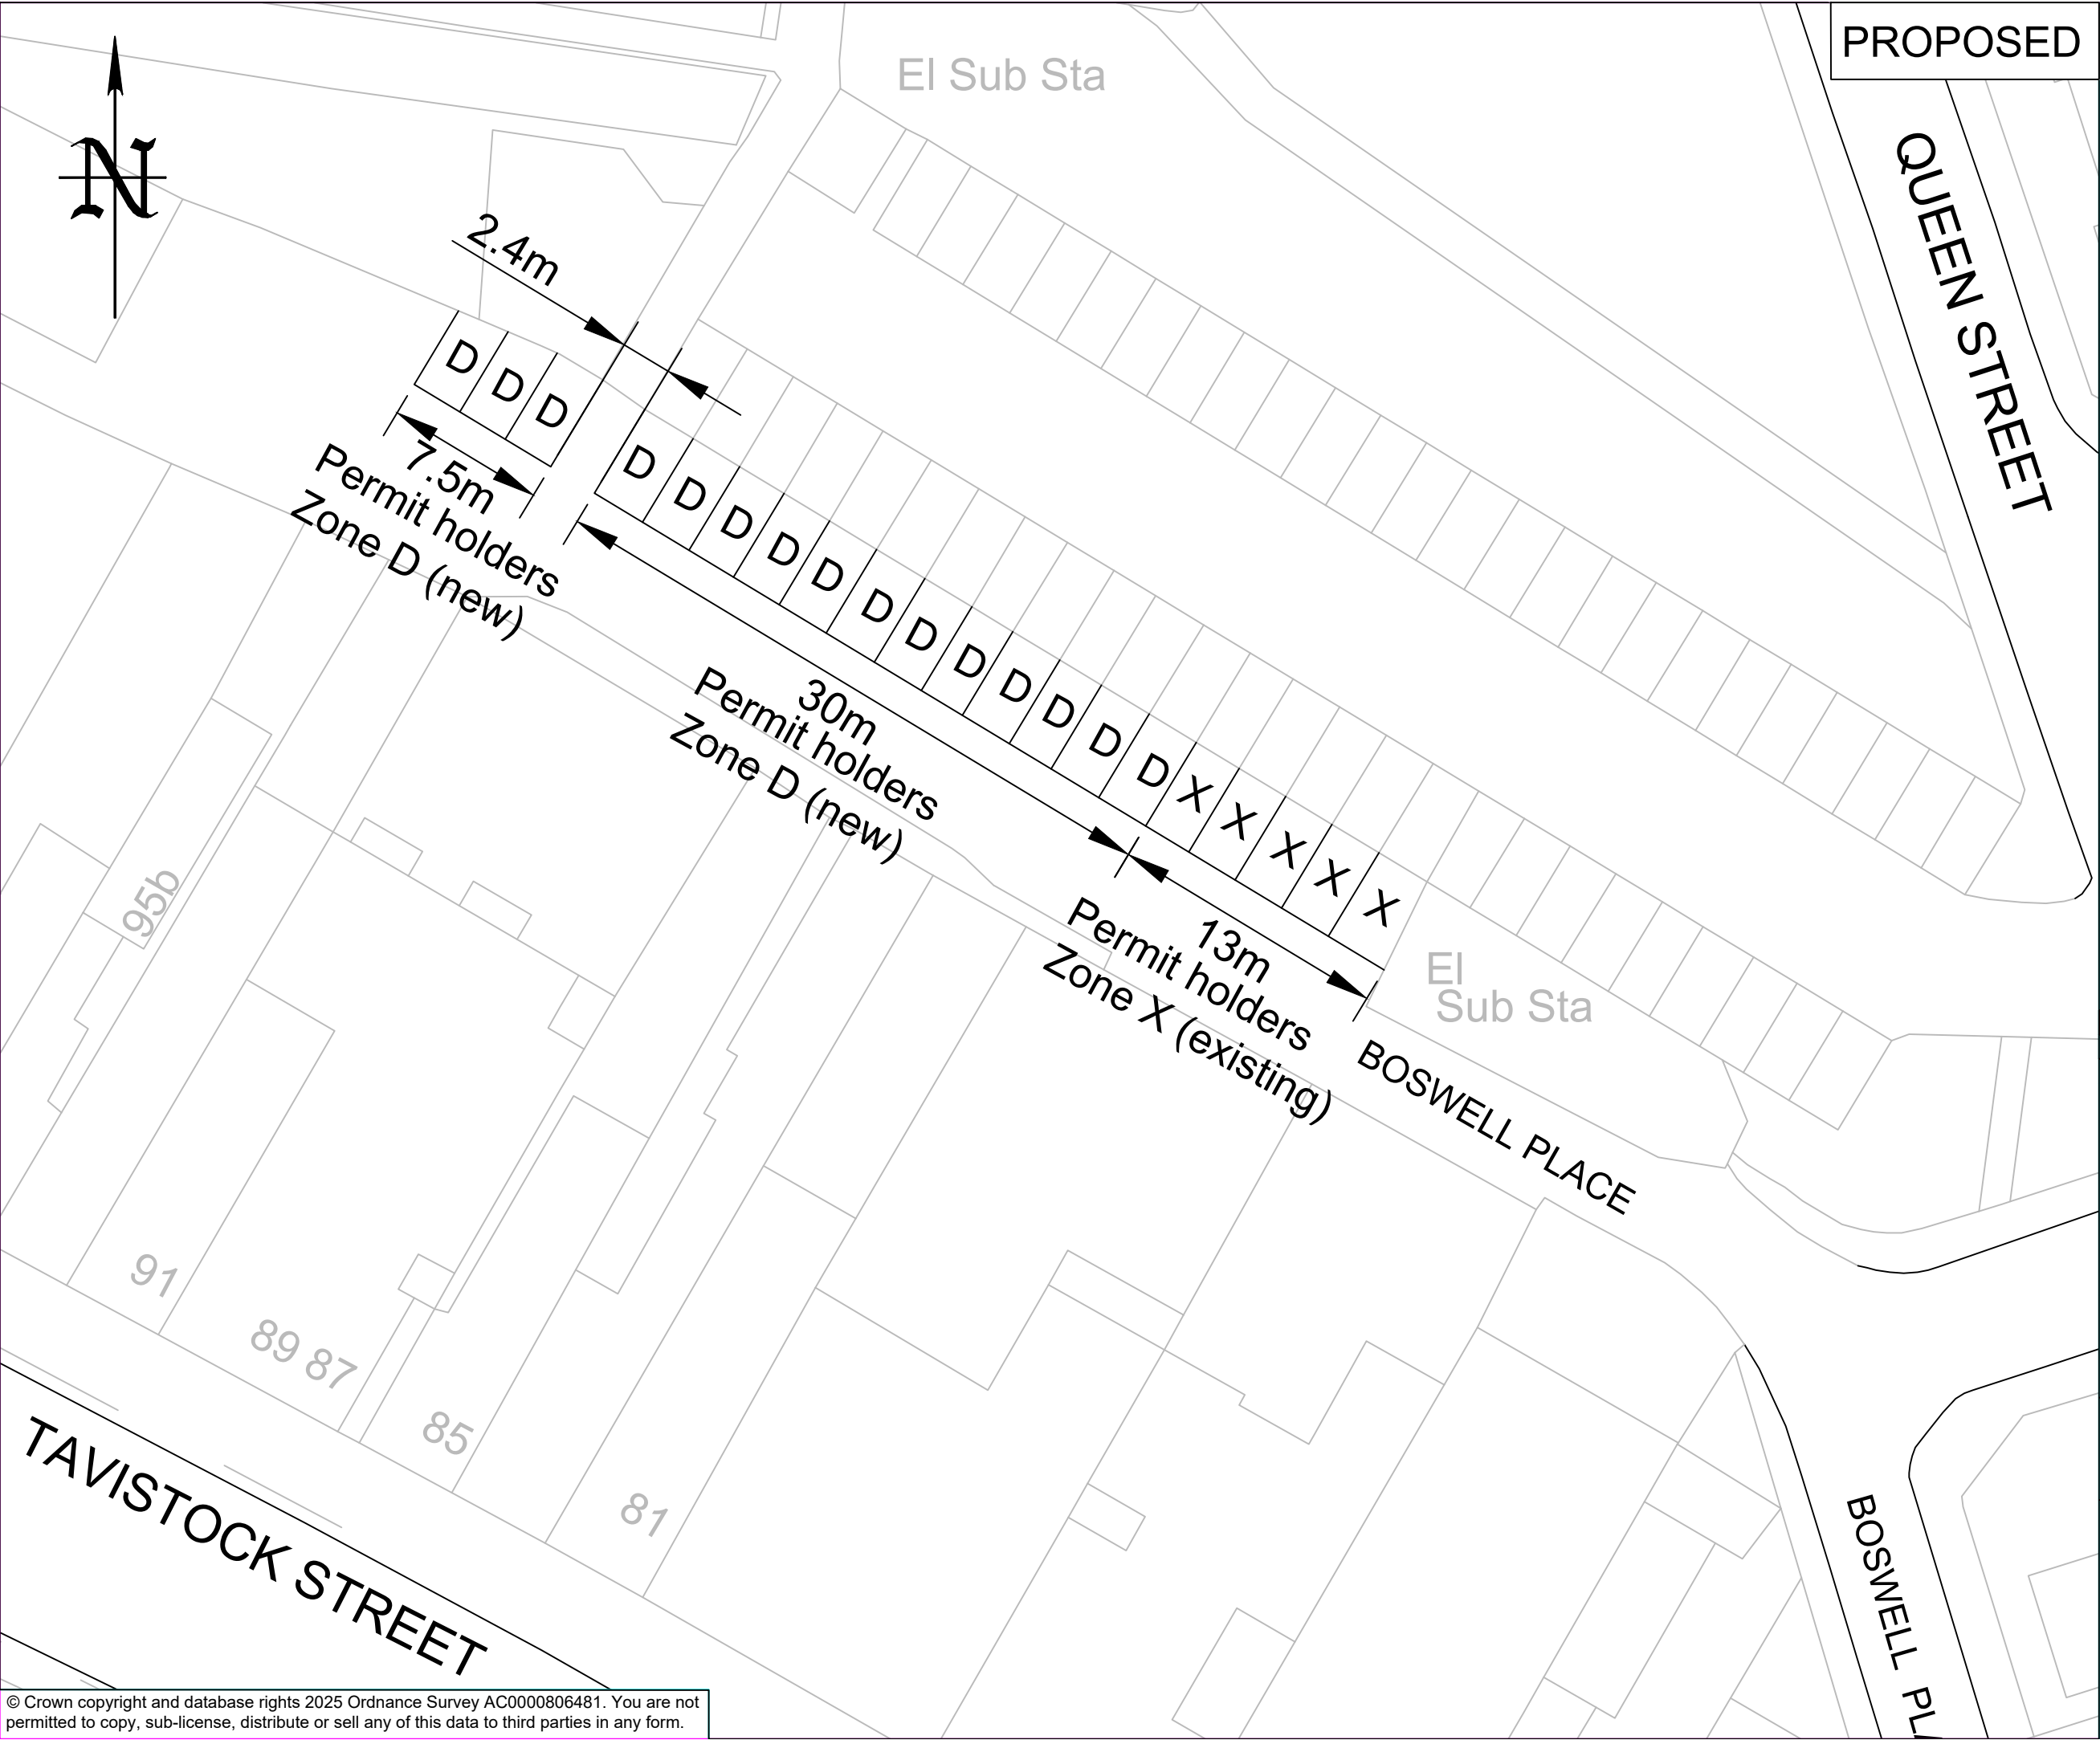 PROPOSED
El Sub Sta
N
QUEEN STREET
2.4m
D D D
7.5m
Permit holders
Zone D (new)
D D D D D D D D D D D D X X X X X
30m
Permit holders
Zone D (new)
13m
Permit holders
Zone X (existing)
El
Sub Sta
BOSWELL PLACE
95b
91
89 87
85
81
TAVISTOCK STREET
BOSWELL PLA
© Crown copyright and database rights 2025 Ordnance Survey AC0000806481. You are not
permitted to copy, sub-license, distribute or sell any of this data to third parties in any form.